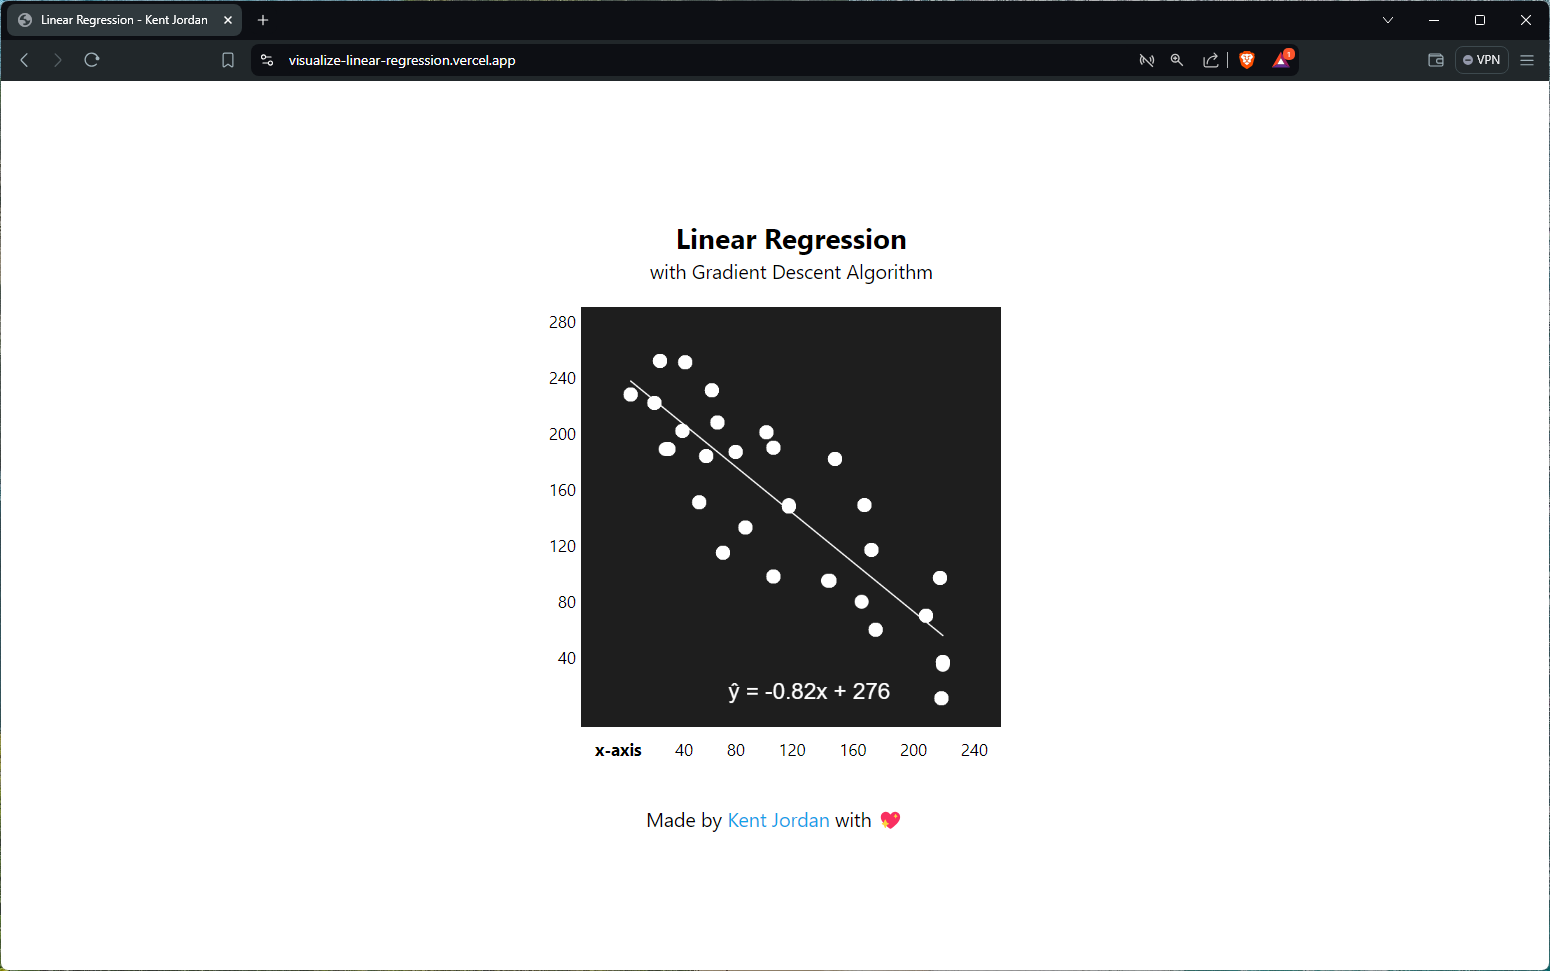 Linear Regression - Kent Jordan
visualize-linear-regression.vercel.app
1
VPN
Linear Regression
with Gradient Descent Algorithm
280
240
200
160
120
80
40
ŷ = -0.82x + 276
x-axis 40 80 120 160 200 240
Made by Kent Jordan with 💖